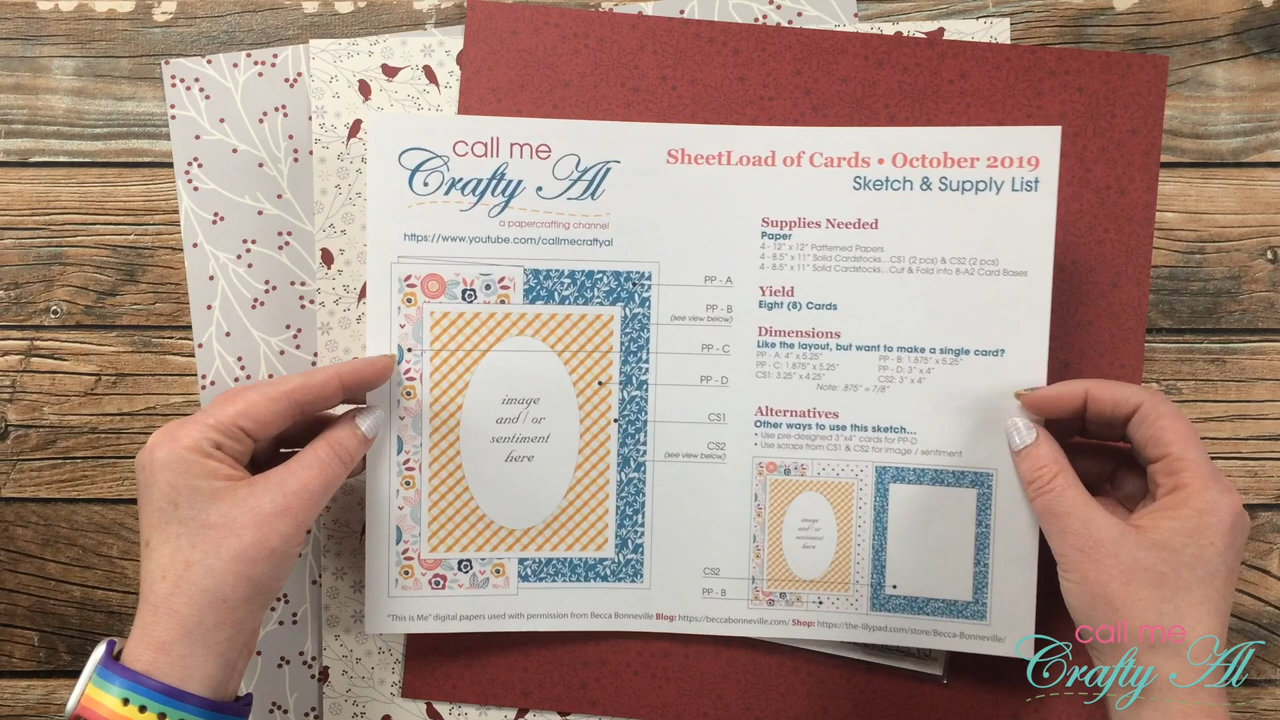 call me
Crafty Al
a papercrafting channel
https://www.youtube.com/callmecraftyal
SheetLoad of Cards • October 2019
Sketch & Supply List
Supplies Needed
Paper
4 - 12" x 12" Patterned Papers
4 - 8.5" x 11" Solid Cardstocks...CS1 (2 pcs) & CS2 (2 pcs)
4 - 8.5" x 11" Solid Cardstocks...Cut & Fold into 8-A2 Card Bases
Yield
Eight (8) Cards
Dimensions
Like the layout, but want to make a single card?
PP - A: 4" x 5.25" PP - B: 1.875" x 5.25"
PP - C: 1.875" x 5.25" PP - D: 3" x 4"
CS1: 3.25" x 4.25" CS2: 3" x 4"
Note: .875" = 7/8"
Alternatives
Other ways to use this sketch...
• Use pre-designed 3"x4" cards for PP-D
• Use scraps from CS1 & CS2 for image / sentiment
PP - A
PP - B
(see view below)
PP - C
PP - D
CS1
CS2
(see view below)
image
and / or
sentiment
here
image
and / or
sentiment
here
CS2
PP - B
"This is Me" digital papers used with permission from Becca Bonneville Blog: https://beccabonneville.com/ Shop: https://the-lilypad.com/store/Becca-Bonneville/
call me
Crafty Al